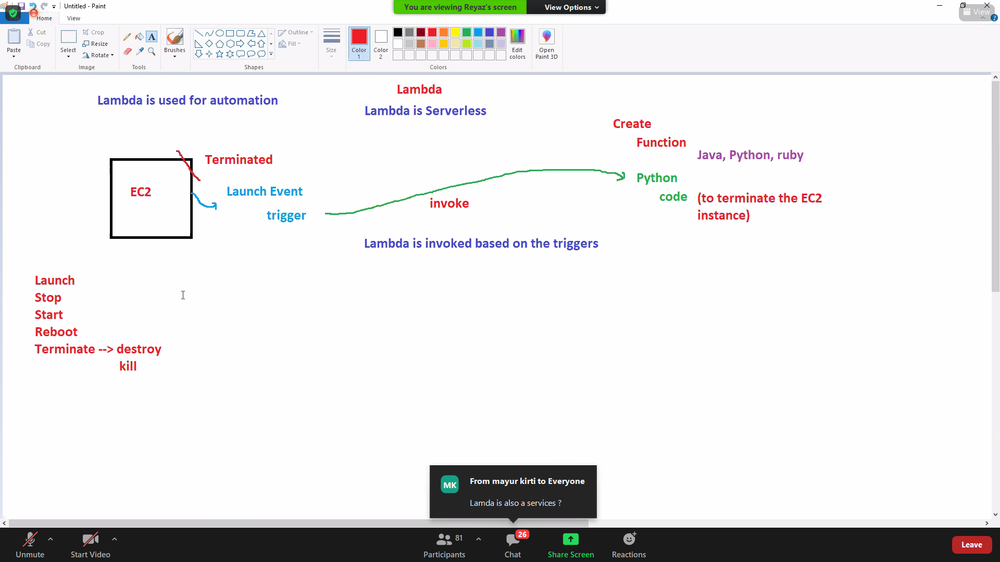 Untitled - Paint
You are viewing Reyaz's screen
View Options
View
File
Home
View
Paste
Cut
Copy
Clipboard
Select
Crop
Resize
Rotate
Image
A
Tools
Brushes
Outline
Fill
Shapes
Size
Color
1
Color
2
Edit
colors
Colors
Open
Paint 3D
Lambda
Lambda is used for automation
Lambda is Serverless
Create
Function
Java, Python, ruby
Terminated
EC2
Launch Event
trigger
invoke
Python
code
(to terminate the EC2
instance)
Lambda is invoked based on the triggers
Launch
Stop
Start
Reboot
Terminate --> destroy
kill
MK
From mayur kirti to Everyone
Lamda is also a services ?
Unmute
Start Video
81
Participants
26
Chat
Share Screen
Reactions
Leave